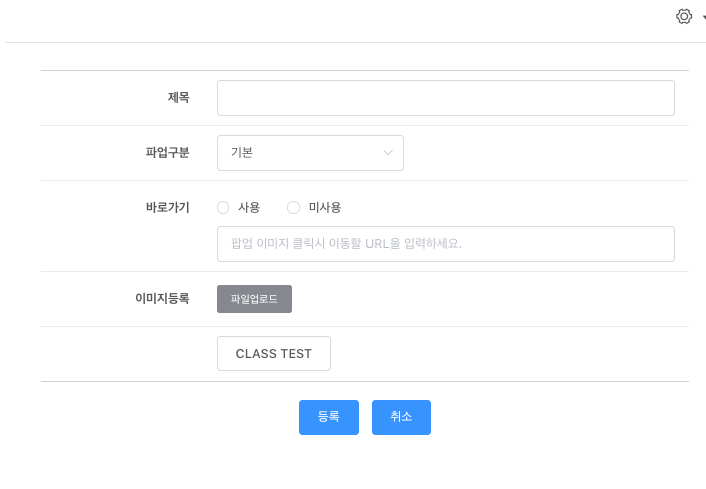 제목
파업구분 기본
바로가기 사용 미사용
팝업 이미지 클릭시 이동할 URL을 입력하세요.
이미지등록 파일업로드
CLASS TEST
등록 취소